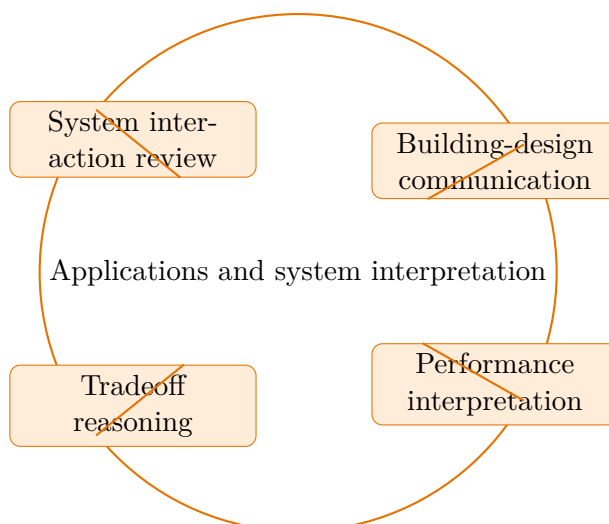 System inter-
action review
Building-design
communication
Applications and system interpretation
Tradeoff
reasoning
Performance
interpretation